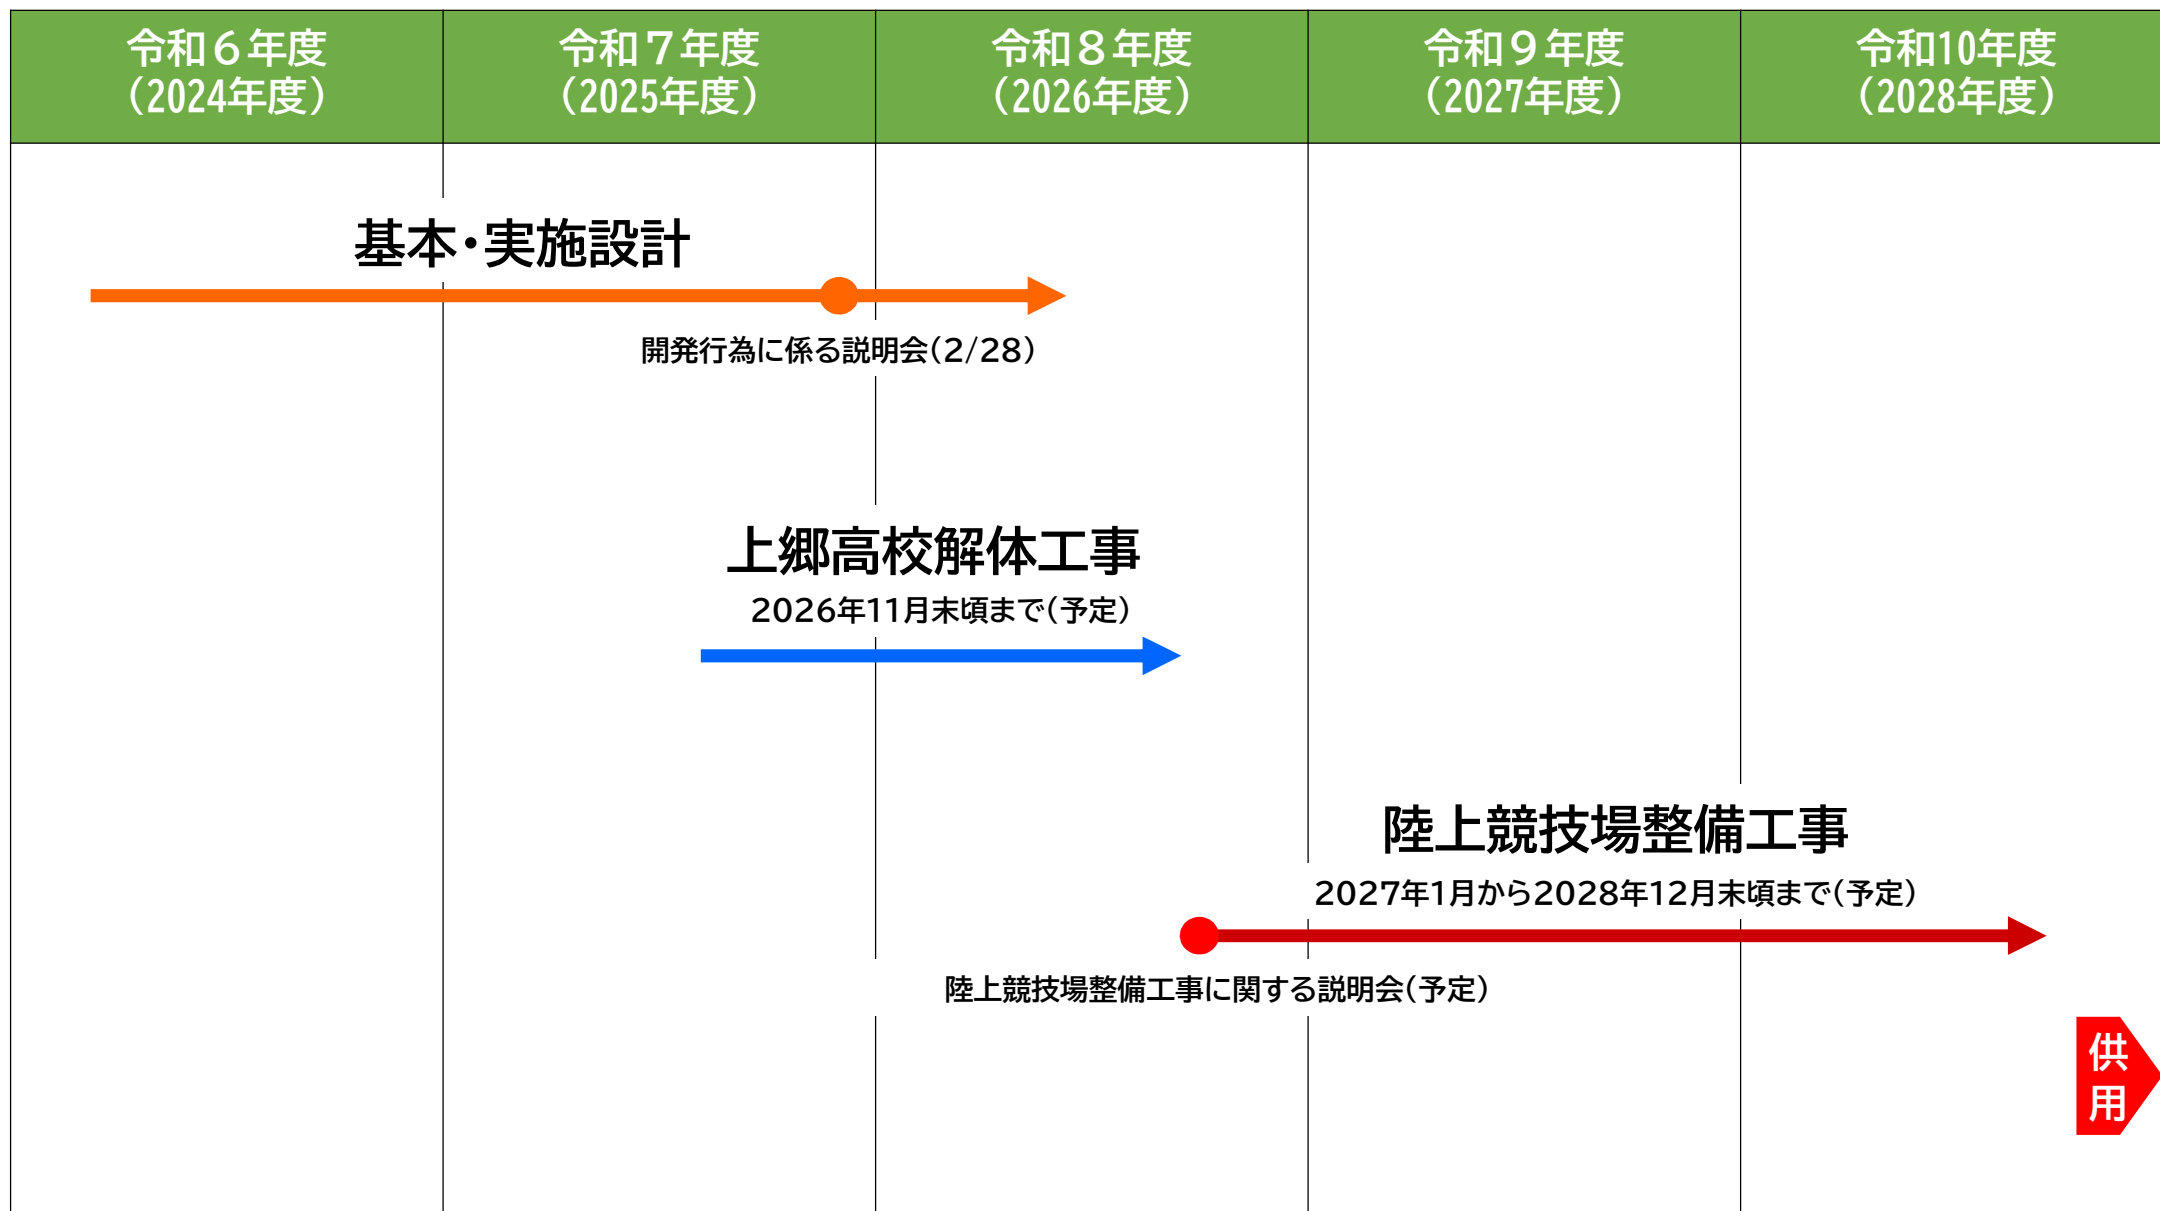 令和６年度
（2024年度）
令和７年度
（2025年度）
令和８年度
（2026年度）
令和９年度
（2027年度）
令和10年度
（2028年度）
基本・実施設計
開発行為に係る説明会（2/28）
上郷高校解体工事
2026年11月末頃まで（予定）
陸上競技場整備工事
2027年1月から2028年12月末頃まで（予定）
陸上競技場整備工事に関する説明会（予定）
供用